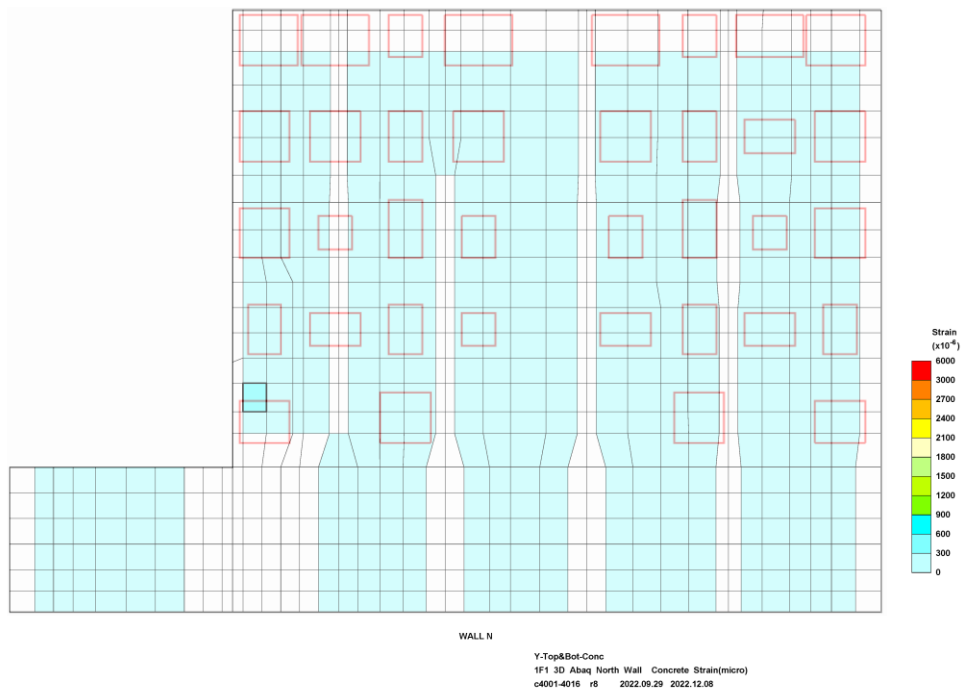 Strain
(x10⁻⁶)
6000
3000
2700
2400
2100
1800
1500
1200
900
600
300
0
WALL N
Y-Top&Bot-Conc
1F1 3D Abaq North Wall Concrete Strain(micro)
c4001-4016 r8 2022.09.29 2022.12.08